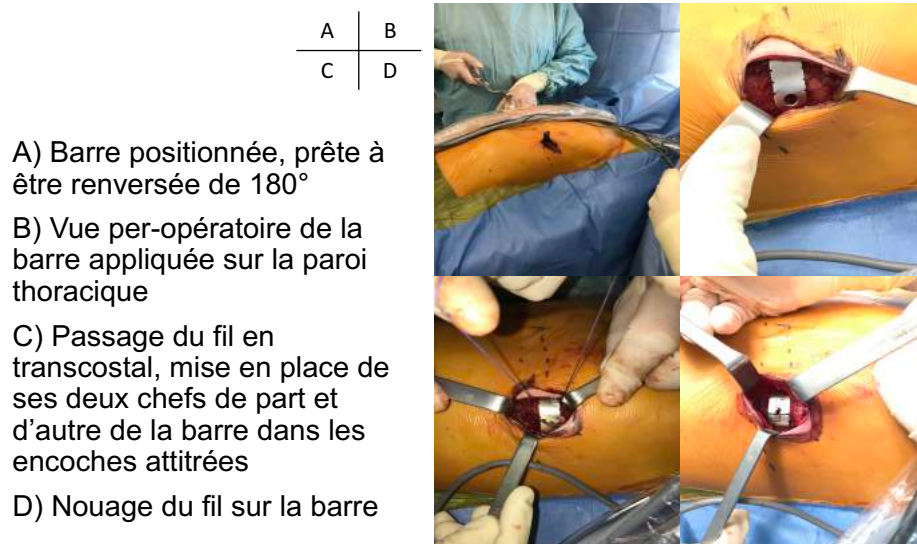 A B
C D
A) Barre positionnée, prête à
être renversée de 180°
B) Vue per-opératoire de la
barre appliquée sur la paroi
thoracique
C) Passage du fil en
transcostal, mise en place de
ses deux chefs de part et
d'autre de la barre dans les
encoches attitrées
D) Nouage du fil sur la barre